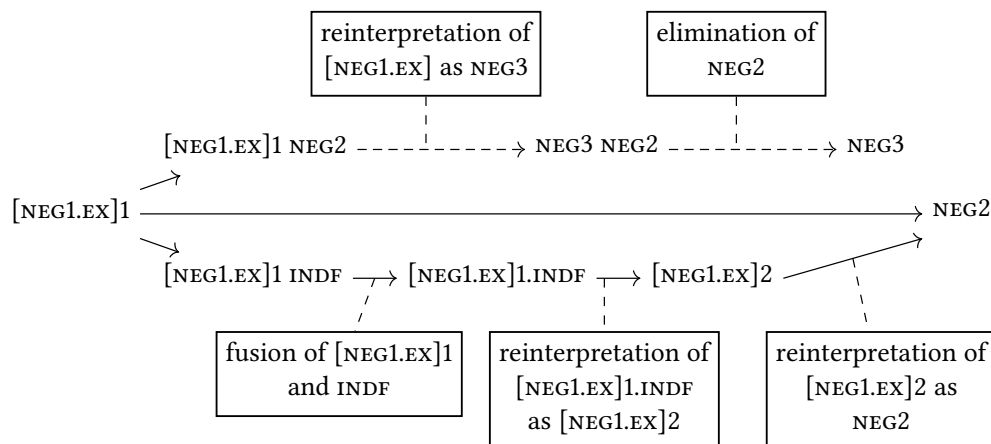 reinterpretation of
[NEG1.EX] as NEG3
elimination of
NEG2
[NEG1.EX]1 NEG2
NEG3 NEG2
NEG3
[NEG1.EX]1
NEG2
[NEG1.EX]1 INDF
[NEG1.EX]1.INDF
[NEG1.EX]2
fusion of [NEG1.EX]1
and INDF
reinterpretation of
[NEG1.EX]1.INDF
as [NEG1.EX]2
reinterpretation of
[NEG1.EX]2 as
NEG2